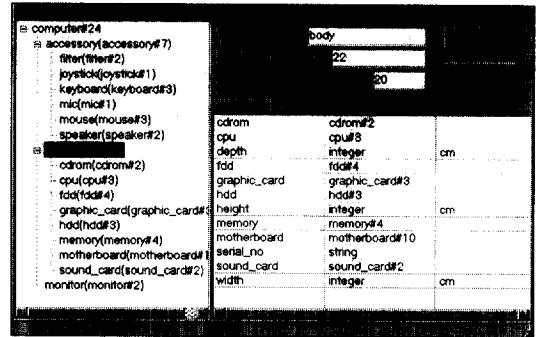 computer#24
accessory(accessory#7)
filter(filter#2)
joystick(joystick#1)
keyboard(keyboard#3)
mic(mic#1)
mouse(mouse#3)
speaker(speaker#2)
cdrom(cdrom#2)
cpu(cpu#3)
fdd(fdd#4)
graphic_card(graphic_card#3
hdd(hdd#3)
memory(memory#4)
motherboard(motherboard#1
sound_card(sound_card#2)
monitor(monitor#2)
body
22
20
cdrom cdrom#2
cpu cpu#3
depth integer cm
fdd fdd#4
graphic_card graphic_card#3
hdd hdd#3
height integer cm
memory memory#4
motherboard motherboard#10
serial_no string
sound_card sound_card#2
width integer cm